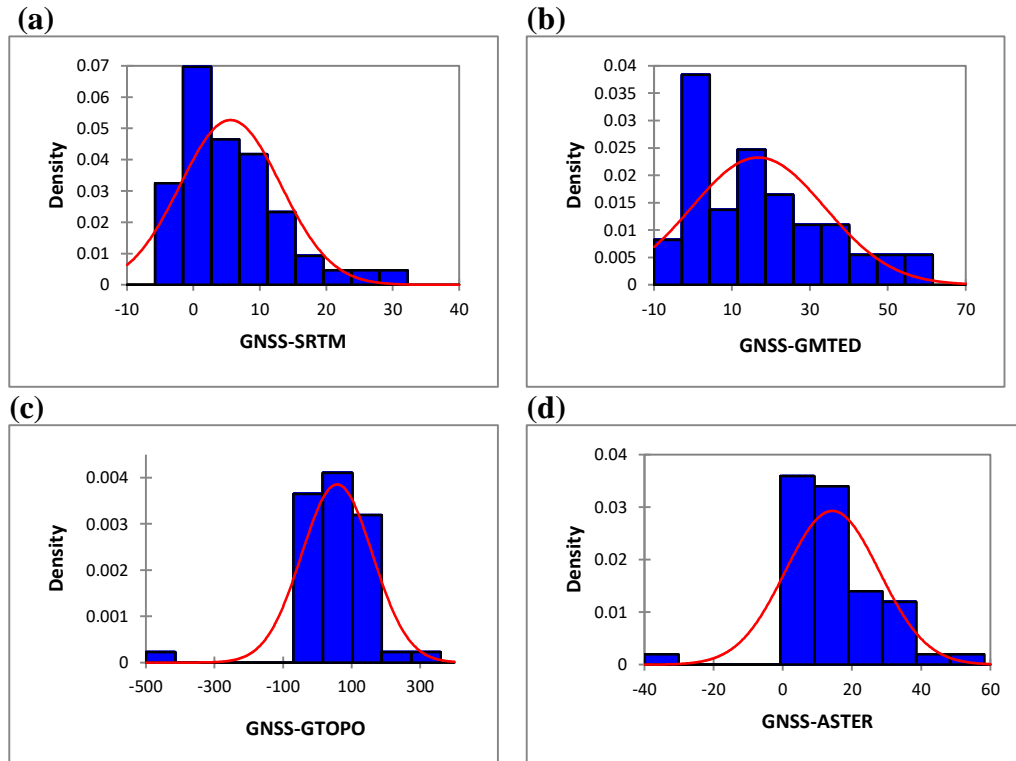 (a)
Density
0.07
0.06
0.05
0.04
0.03
0.02
0.01
0
-10 0 10 20 30 40
GNSS-SRTM
(b)
Density
0.04
0.035
0.03
0.025
0.02
0.015
0.01
0.005
0
-10 10 30 50 70
GNSS-GMTED
(c)
Density
0.004
0.003
0.002
0.001
0
-500 -300 -100 100 300
GNSS-GTOPO
(d)
Density
0.04
0.03
0.02
0.01
0
-40 -20 0 20 40 60
GNSS-ASTER